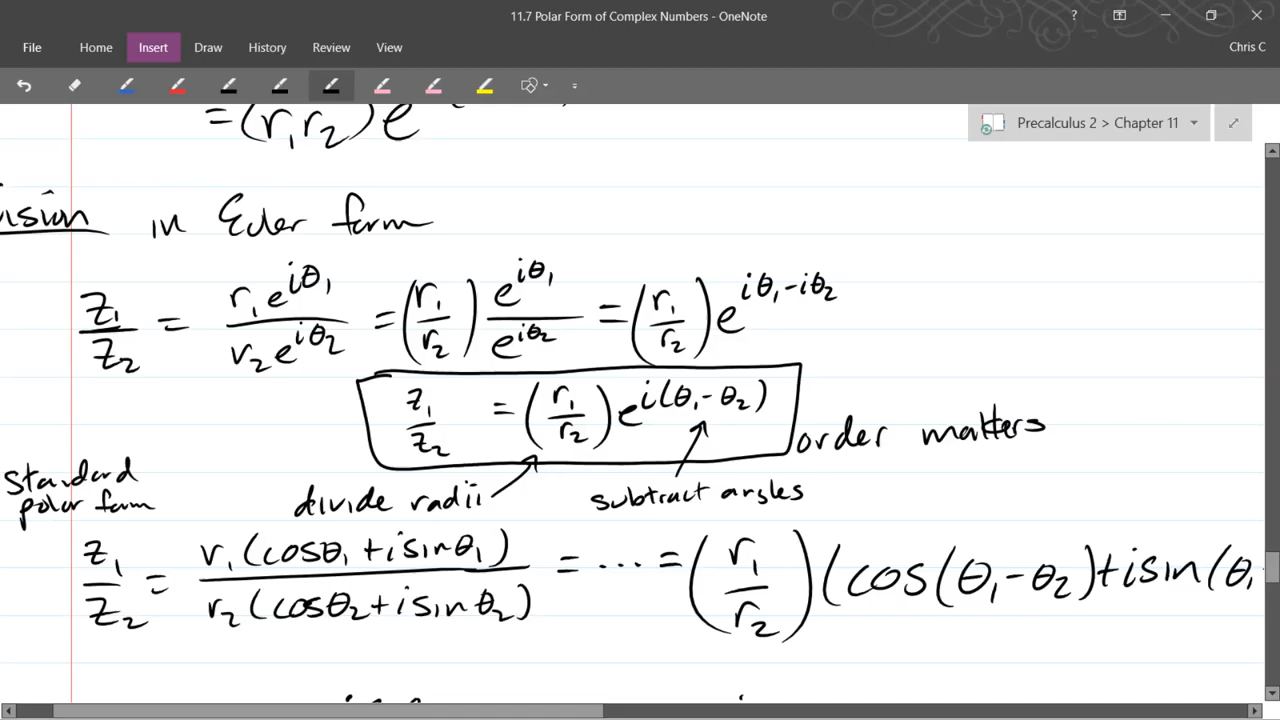 11.7 Polar Form of Complex Numbers - OneNote
?
File Home Insert Draw History Review View
Chris C
Precalculus 2 > Chapter 11
= (r₁r₂) e
ision in Euler form
z₁/z₂ = r₁e^(iθ₁)/r₂e^(iθ₂) = (r₁/r₂) e^(iθ₁)/e^(iθ₂) = (r₁/r₂) e^(iθ₁-iθ₂)
z₁/z₂ = (r₁/r₂) e^(i(θ₁-θ₂))
order matters
divide radii
subtract angles
standard
polar form
z₁/z₂ = r₁(cosθ₁+isinθ₁)/r₂(cosθ₂+isinθ₂) = ... = (r₁/r₂)(cos(θ₁-θ₂)+isin(θ₁